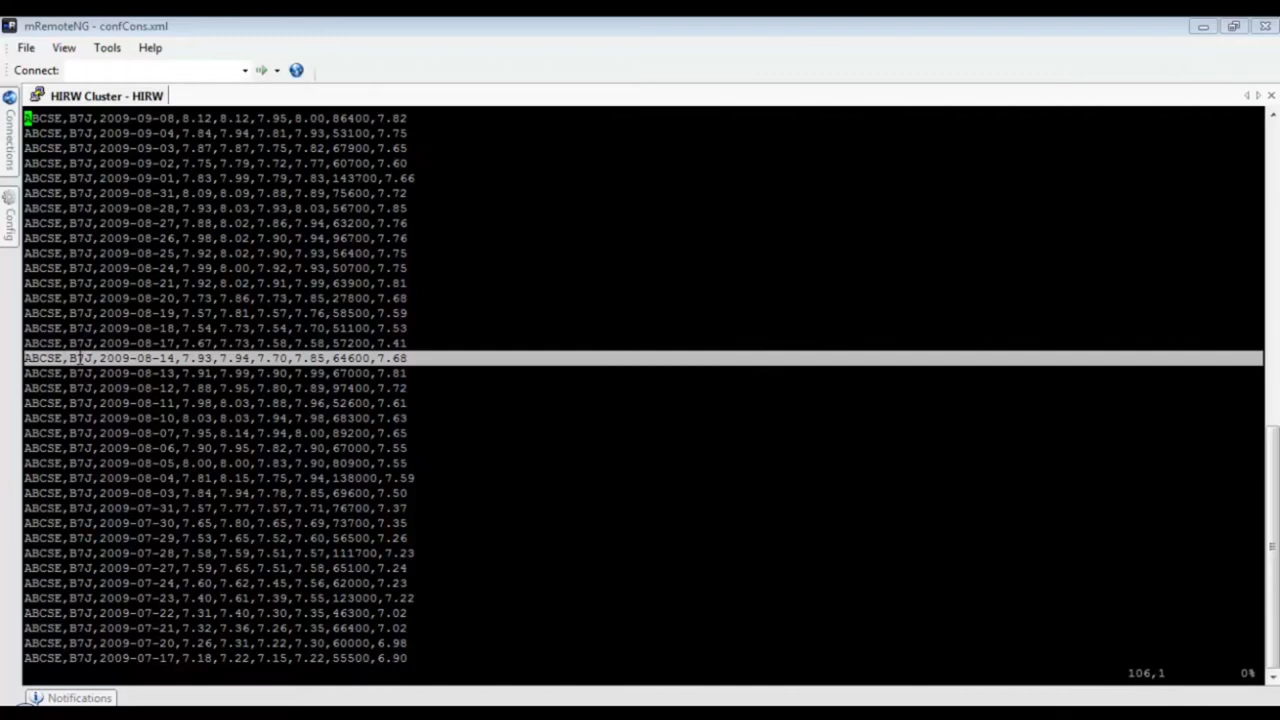 mRemoteNG - confCons.xml
File View Tools Help
Connect:
HIRW Cluster - HIRW
Connections
Config
ABCSE,B7J,2009-09-08,8.12,8.12,7.95,8.00,86400,7.82
ABCSE,B7J,2009-09-04,7.84,7.94,7.81,7.93,53100,7.75
ABCSE,B7J,2009-09-03,7.87,7.87,7.75,7.82,67900,7.65
ABCSE,B7J,2009-09-02,7.75,7.79,7.72,7.77,60700,7.60
ABCSE,B7J,2009-09-01,7.83,7.99,7.79,7.83,143700,7.66
ABCSE,B7J,2009-08-31,8.09,8.09,7.88,7.89,75600,7.72
ABCSE,B7J,2009-08-28,7.93,8.03,7.93,8.03,56700,7.85
ABCSE,B7J,2009-08-27,7.88,8.02,7.86,7.94,63200,7.76
ABCSE,B7J,2009-08-26,7.98,8.02,7.90,7.94,96700,7.76
ABCSE,B7J,2009-08-25,7.92,8.02,7.90,7.93,56400,7.75
ABCSE,B7J,2009-08-24,7.99,8.00,7.92,7.93,50700,7.75
ABCSE,B7J,2009-08-21,7.92,8.02,7.91,7.99,63900,7.81
ABCSE,B7J,2009-08-20,7.73,7.86,7.73,7.85,27800,7.68
ABCSE,B7J,2009-08-19,7.57,7.81,7.57,7.76,58500,7.59
ABCSE,B7J,2009-08-18,7.54,7.73,7.54,7.70,51100,7.53
ABCSE,B7J,2009-08-17,7.67,7.73,7.58,7.58,57200,7.41
ABCSE,B7J,2009-08-14,7.93,7.94,7.70,7.85,64600,7.68
ABCSE,B7J,2009-08-13,7.91,7.99,7.90,7.99,67000,7.81
ABCSE,B7J,2009-08-12,7.88,7.95,7.80,7.89,97400,7.72
ABCSE,B7J,2009-08-11,7.98,8.03,7.88,7.96,52600,7.61
ABCSE,B7J,2009-08-10,8.03,8.03,7.94,7.98,68300,7.63
ABCSE,B7J,2009-08-07,7.95,8.14,7.94,8.00,89200,7.65
ABCSE,B7J,2009-08-06,7.90,7.95,7.82,7.90,67000,7.55
ABCSE,B7J,2009-08-05,8.00,8.00,7.83,7.90,80900,7.55
ABCSE,B7J,2009-08-04,7.81,8.15,7.75,7.94,138000,7.59
ABCSE,B7J,2009-08-03,7.84,7.94,7.78,7.85,69600,7.50
ABCSE,B7J,2009-07-31,7.57,7.77,7.57,7.71,76700,7.37
ABCSE,B7J,2009-07-30,7.65,7.80,7.65,7.69,73700,7.35
ABCSE,B7J,2009-07-29,7.53,7.65,7.52,7.60,56500,7.26
ABCSE,B7J,2009-07-28,7.58,7.59,7.51,7.57,111700,7.23
ABCSE,B7J,2009-07-27,7.59,7.65,7.51,7.58,60800,7.24
ABCSE,B7J,2009-07-24,7.60,7.62,7.45,7.56,62000,7.23
ABCSE,B7J,2009-07-23,7.40,7.61,7.39,7.55,123000,7.22
ABCSE,B7J,2009-07-22,7.31,7.40,7.30,7.35,46300,7.02
ABCSE,B7J,2009-07-21,7.32,7.36,7.26,7.35,66400,7.02
ABCSE,B7J,2009-07-20,7.26,7.31,7.22,7.30,60000,6.98
ABCSE,B7J,2009-07-17,7.18,7.22,7.15,7.22,55500,6.90
106,1 0%
Notifications